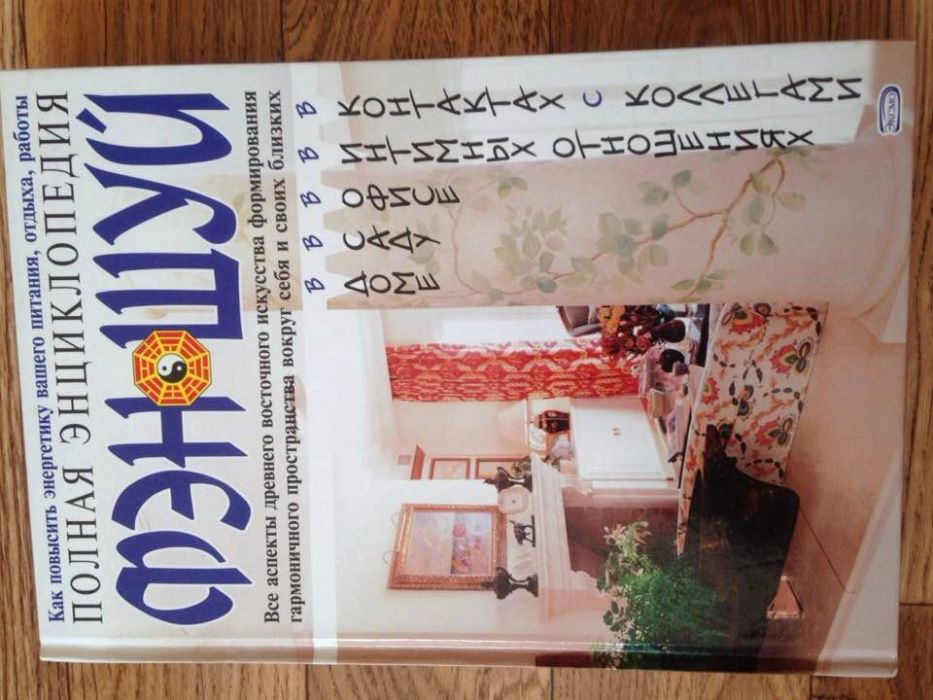 Как повысить энергетику вашего питания, отдыха, работы
ПОЛНАЯ ЭНЦИКЛОПЕДИЯ
ФЭН ШУЙ
Все аспекты древнего восточного искусства формирования
гармоничного пространства вокруг себя и своих близких
В ДОМЕ
В САДУ
В ОФИСЕ
В ИНТИМНЫХ ОТНОШЕНИЯХ
В КОНТАКТАХ С КОЛЛЕГАМИ
ЭКСМО